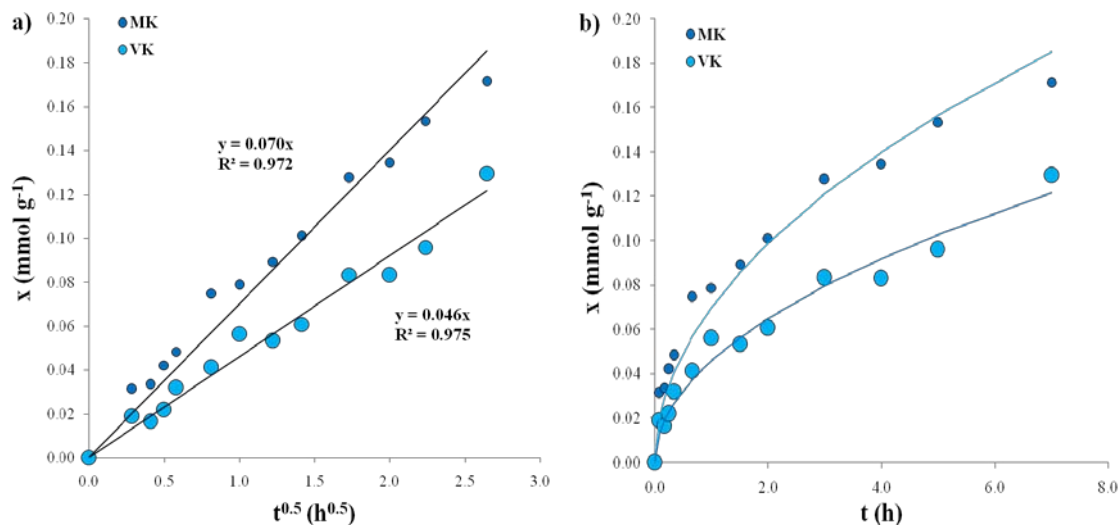 a)
MK
VK
x (mmol g⁻¹)
0.20
0.18
0.16
0.14
0.12
0.10
0.08
0.06
0.04
0.02
0.00
y = 0.070x
R² = 0.972
y = 0.046x
R² = 0.975
0.0 0.5 1.0 1.5 2.0 2.5 3.0
t⁰·⁵ (h⁰·⁵)
b)
MK
VK
x (mmol g⁻¹)
0.20
0.18
0.16
0.14
0.12
0.10
0.08
0.06
0.04
0.02
0.00
0.0 2.0 4.0 6.0 8.0
t (h)